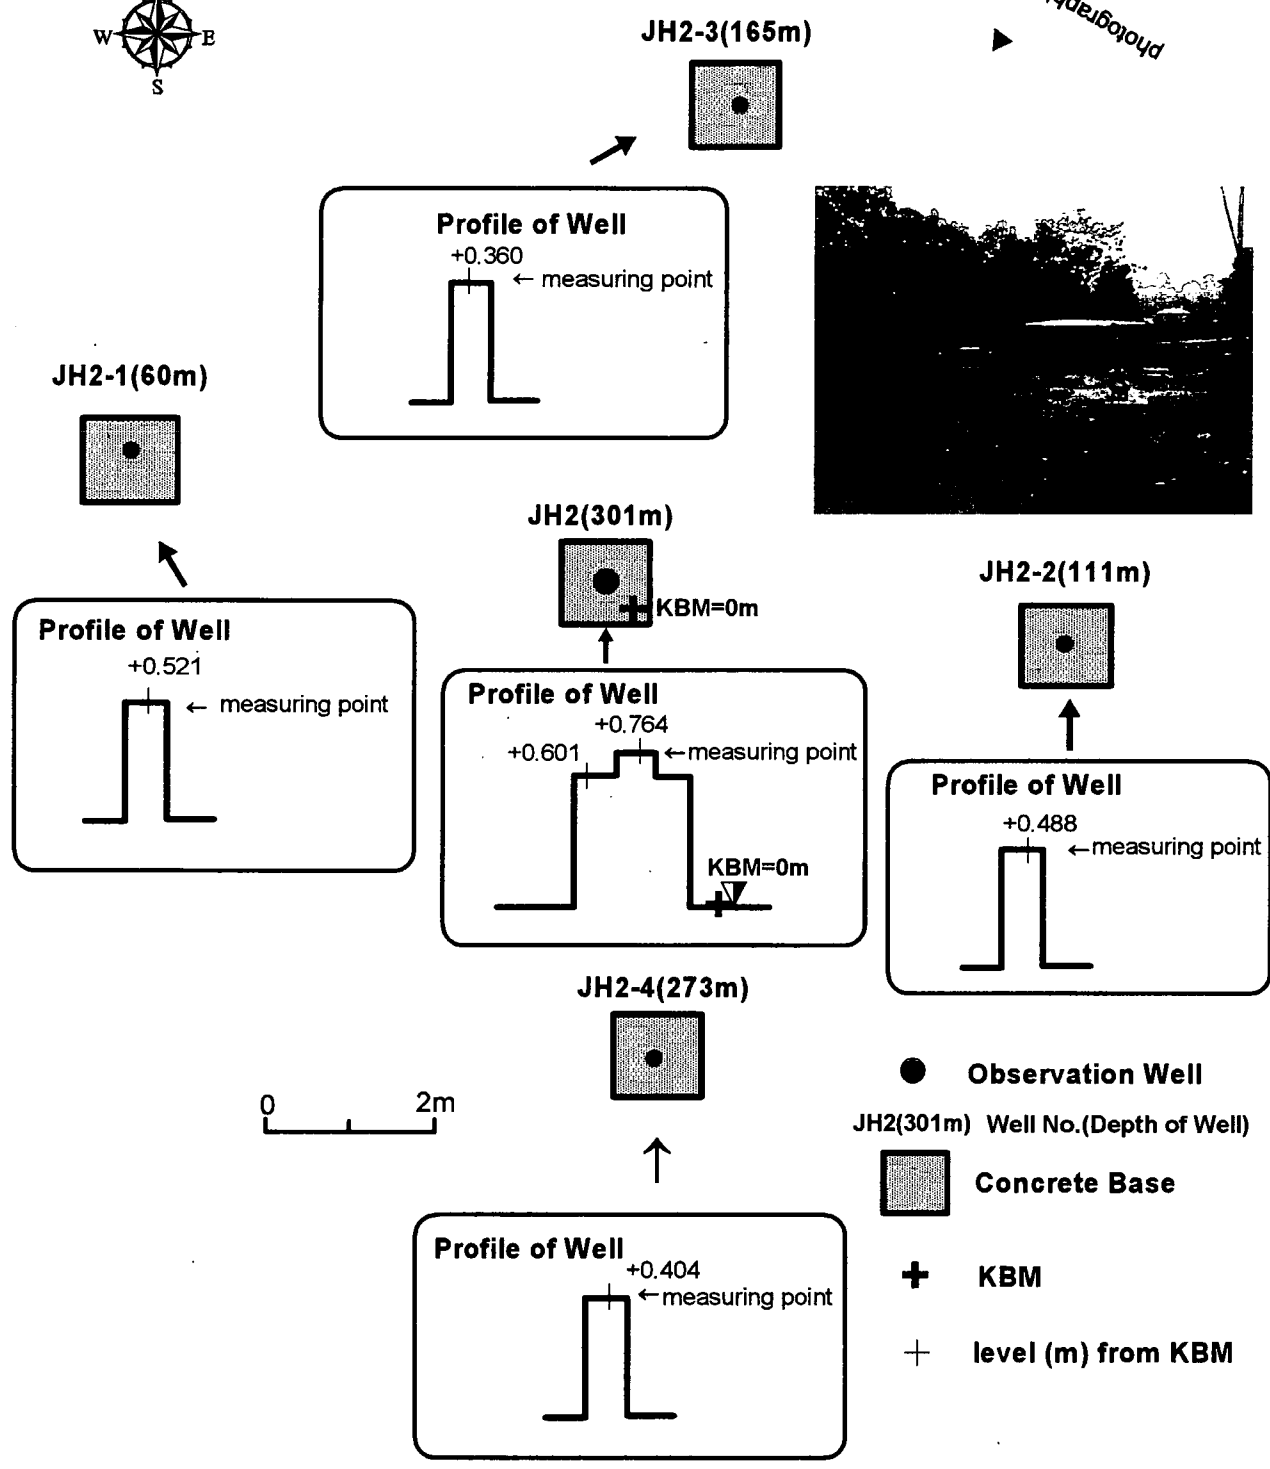 W E
S
JH2-3(165m)
Profile of Well
+0.360
← measuring point
JH2-1(60m)
JH2(301m)
KBM=0m
JH2-2(111m)
Profile of Well
+0.521
← measuring point
Profile of Well
+0.764
+0.601
←measuring point
KBM=0m
Profile of Well
+0.488
←measuring point
JH2-4(273m)
0 2m
Profile of Well
+0.404
←measuring point
Observation Well
JH2(301m) Well No.(Depth of Well)
Concrete Base
KBM
level (m) from KBM